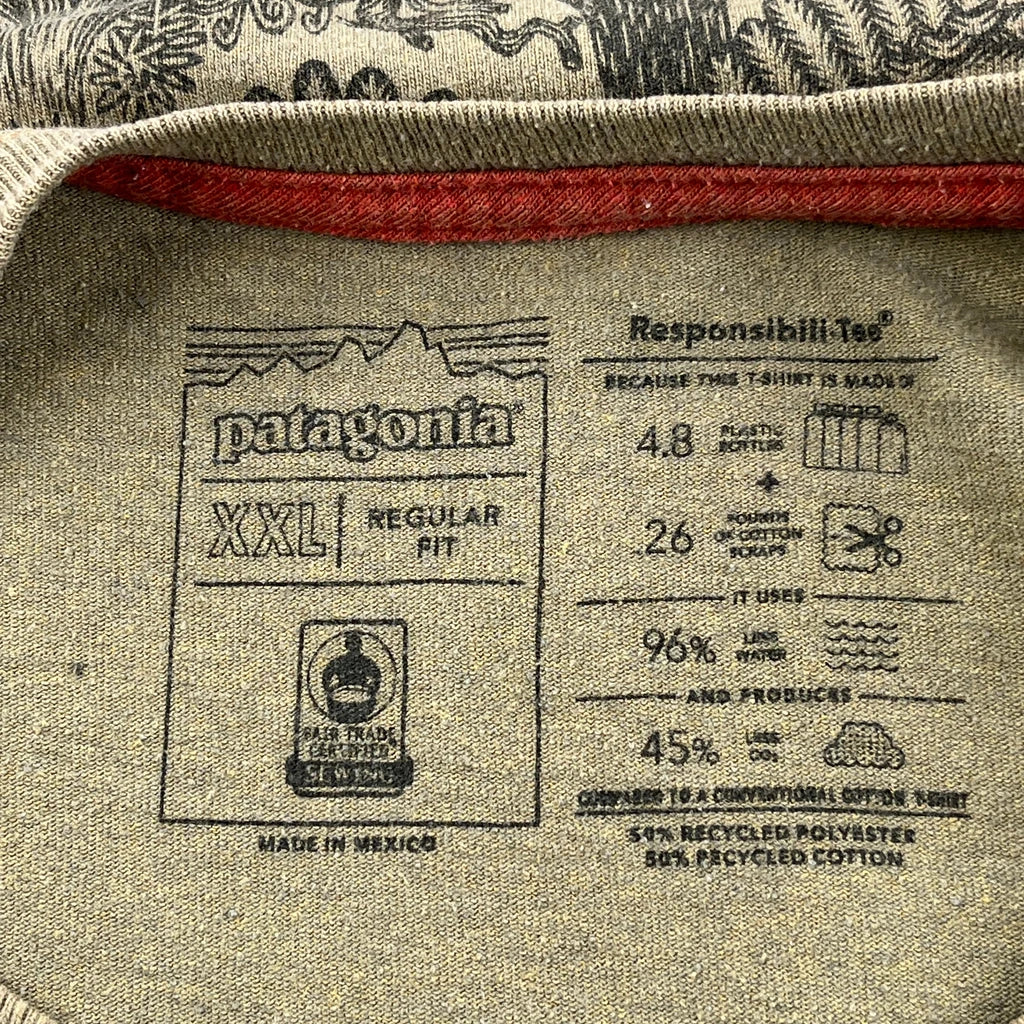 patagonia®
XXL
REGULAR
FIT
FAIR TRADE
CERTIFIED
SEWING
MADE IN MEXICO
Responsibili-Tee®
BECAUSE THIS T-SHIRT IS MADE OF
4.8 PLASTIC
BOTTLES
+
.26 POUNDS
OF COTTON
SCRAPS
IT USES
96% LESS
WATER
AND PRODUCES
45% LESS
CO₂
COMPARED TO A CONVENTIONAL COTTON T-SHIRT
RECYCLED POLYESTER
50% RECYCLED COTTON